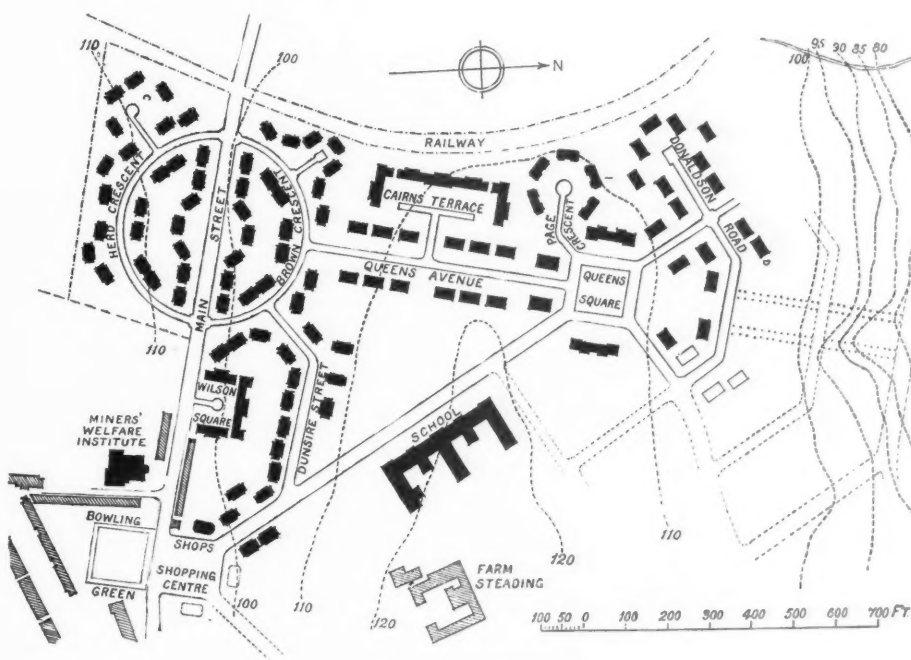 110
100
N
95
90
85
80
100
RAILWAY
HERD CRESCENT
MAIN STREET
BROWN CRESCENT
CAIRNS TERRACE
PAGE CRESCENT
DONALDSON ROAD
QUEENS AVENUE
QUEENS SQUARE
110
110
WILSON SQUARE
DUNSIRE STREET
SCHOOL
MINERS'
WELFARE
INSTITUTE
BOWLING
GREEN
SHOPS
SHOPPING
CENTRE
100
110
120
120
FARM
STEADING
100 50 0 100 200 300 400 500 600 700 FT.